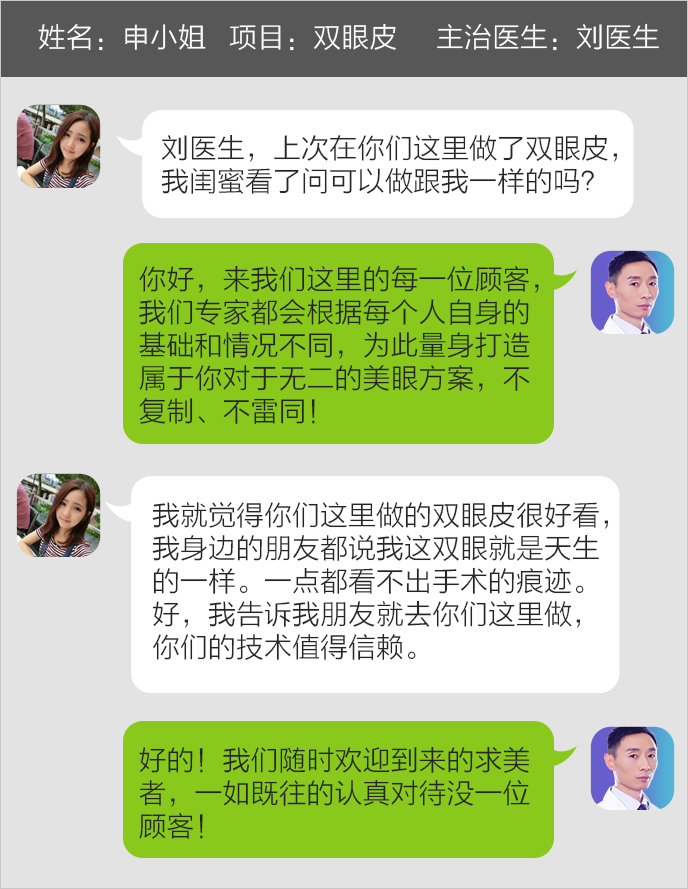 姓名：申小姐 项目：双眼皮 主治医生：刘医生
刘医生，上次在你们这里做了双眼皮，
我闺蜜看了问可以做跟我一样的吗？
你好，来我们这里的每一位顾客，
我们专家都会根据每个人自身的
基础和情况不同，为此量身打造
属于你对于无二的美眼方案，不
复制、不雷同！
我就觉得你们这里做的双眼皮很好看，
我身边的朋友都说我这双眼就是天生
的一样。一点都看不出手术的痕迹。
好，我告诉我朋友就去你们这里做，
你们的技术值得信赖。
好的！我们随时欢迎到来的求美
者，一如既往的认真对待没一位
顾客！